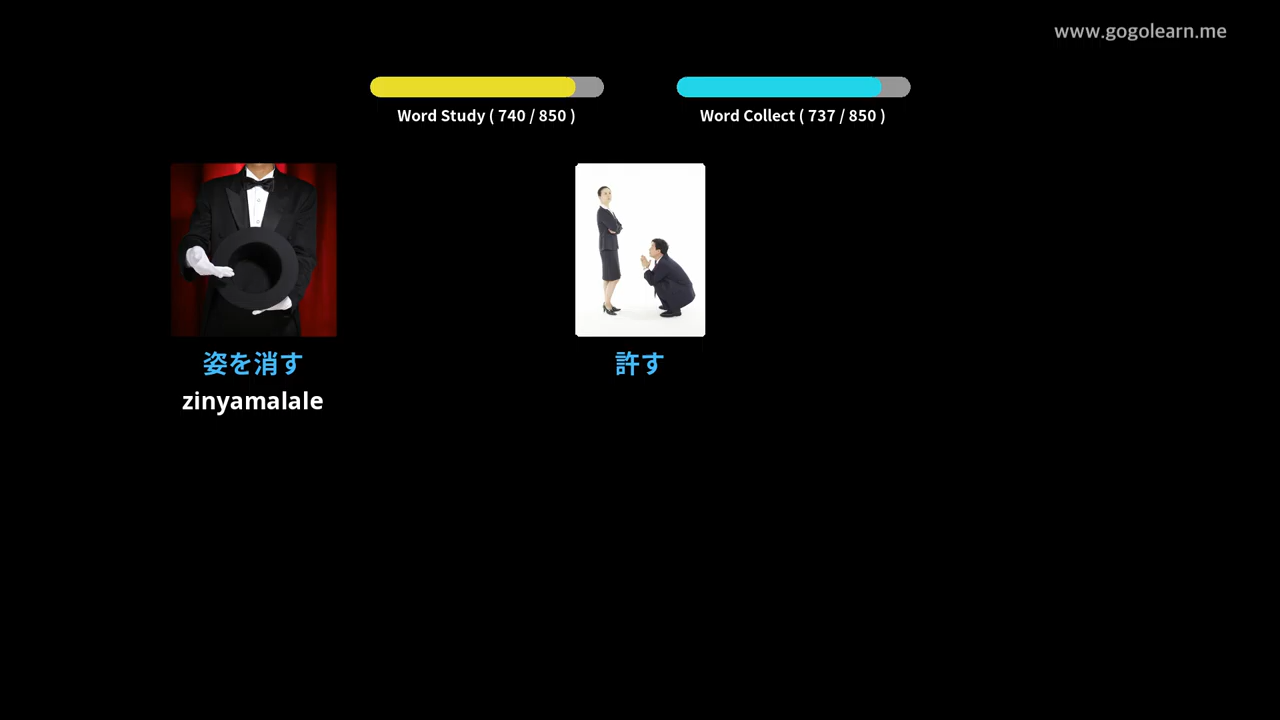 www.gogolearn.me
Word Study ( 740 / 850 )
Word Collect ( 737 / 850 )
姿を消す
zinyamalale
許す